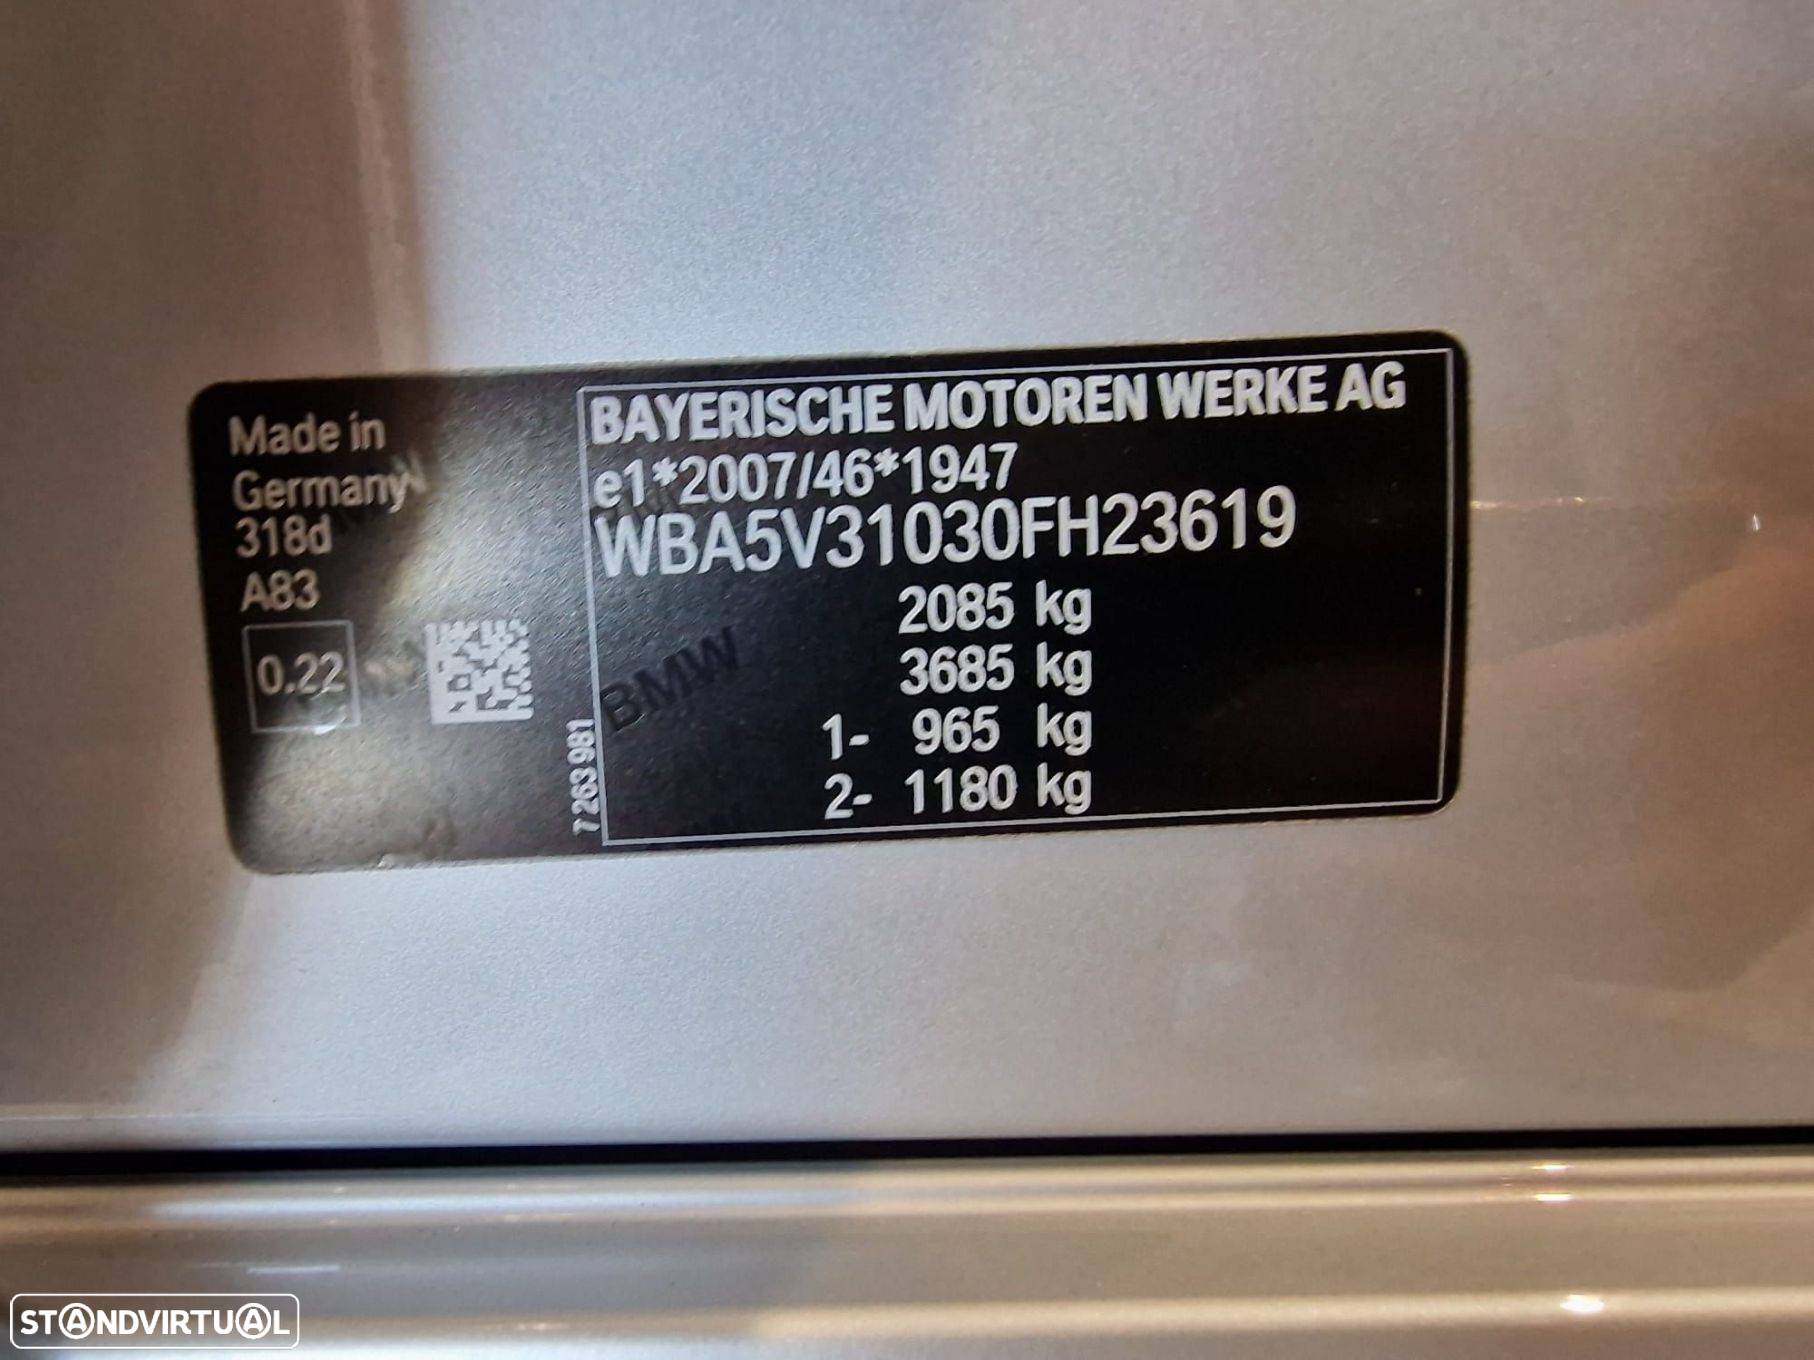 Made in
Germany
318d
A83
0.22
7 263 981
BAYERISCHE MOTOREN WERKE AG
e1*2007/46*1947
WBA5V31030FH23619
2085 kg
3685 kg
1- 965 kg
2- 1180 kg
BMW
STANDVIRTUAL